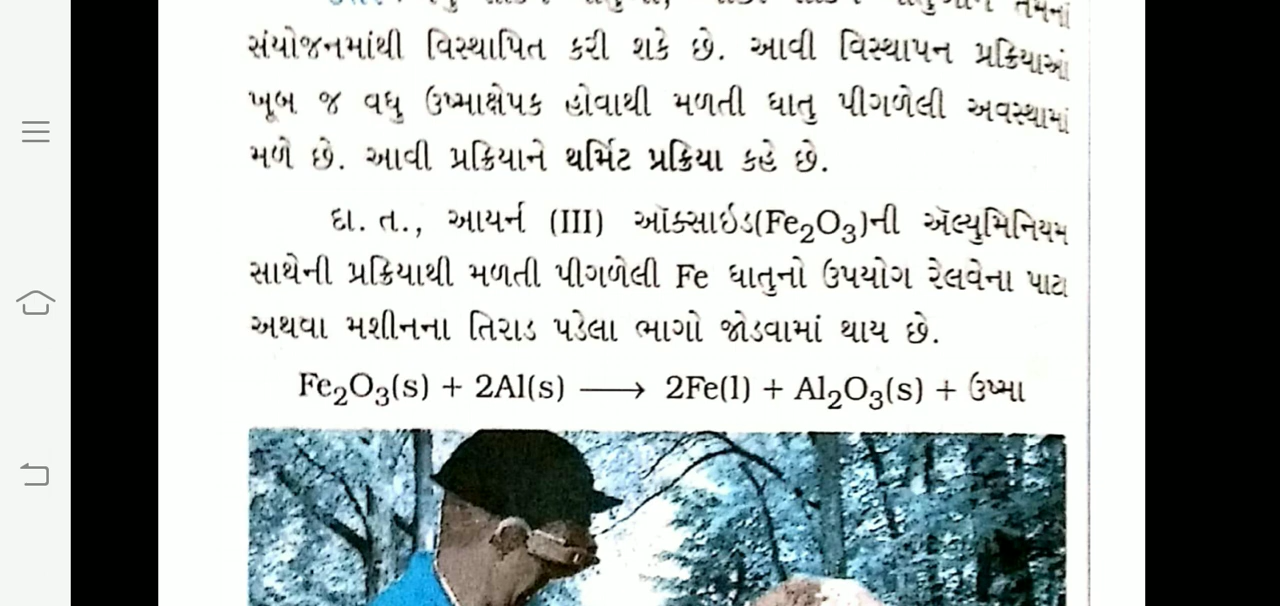 સંયોજનમાંથી વિસ્થાપિત કરી શકે છે. આવી વિસ્થાપન પ્રક્રિયાઓ
ખૂબ જ વધુ ઉષ્માક્ષેપક હોવાથી મળતી ધાતુ પીગળેલી અવસ્થામાં
મળે છે. આવી પ્રક્રિયાને થર્મિટ પ્રક્રિયા કહે છે.
દા. ત., આયર્ન (III) ઑક્સાઇડ(Fe₂O₃)ની ઍલ્યુમિનિયમ
સાથેની પ્રક્રિયાથી મળતી પીગળેલી Fe ધાતુનો ઉપયોગ રેલવેના પાટા
અથવા મશીનના તિરાડ પડેલા ભાગો જોડવામાં થાય છે.
Fe₂O₃(s) + 2Al(s) ⟶ 2Fe(l) + Al₂O₃(s) + ઉષ્મા